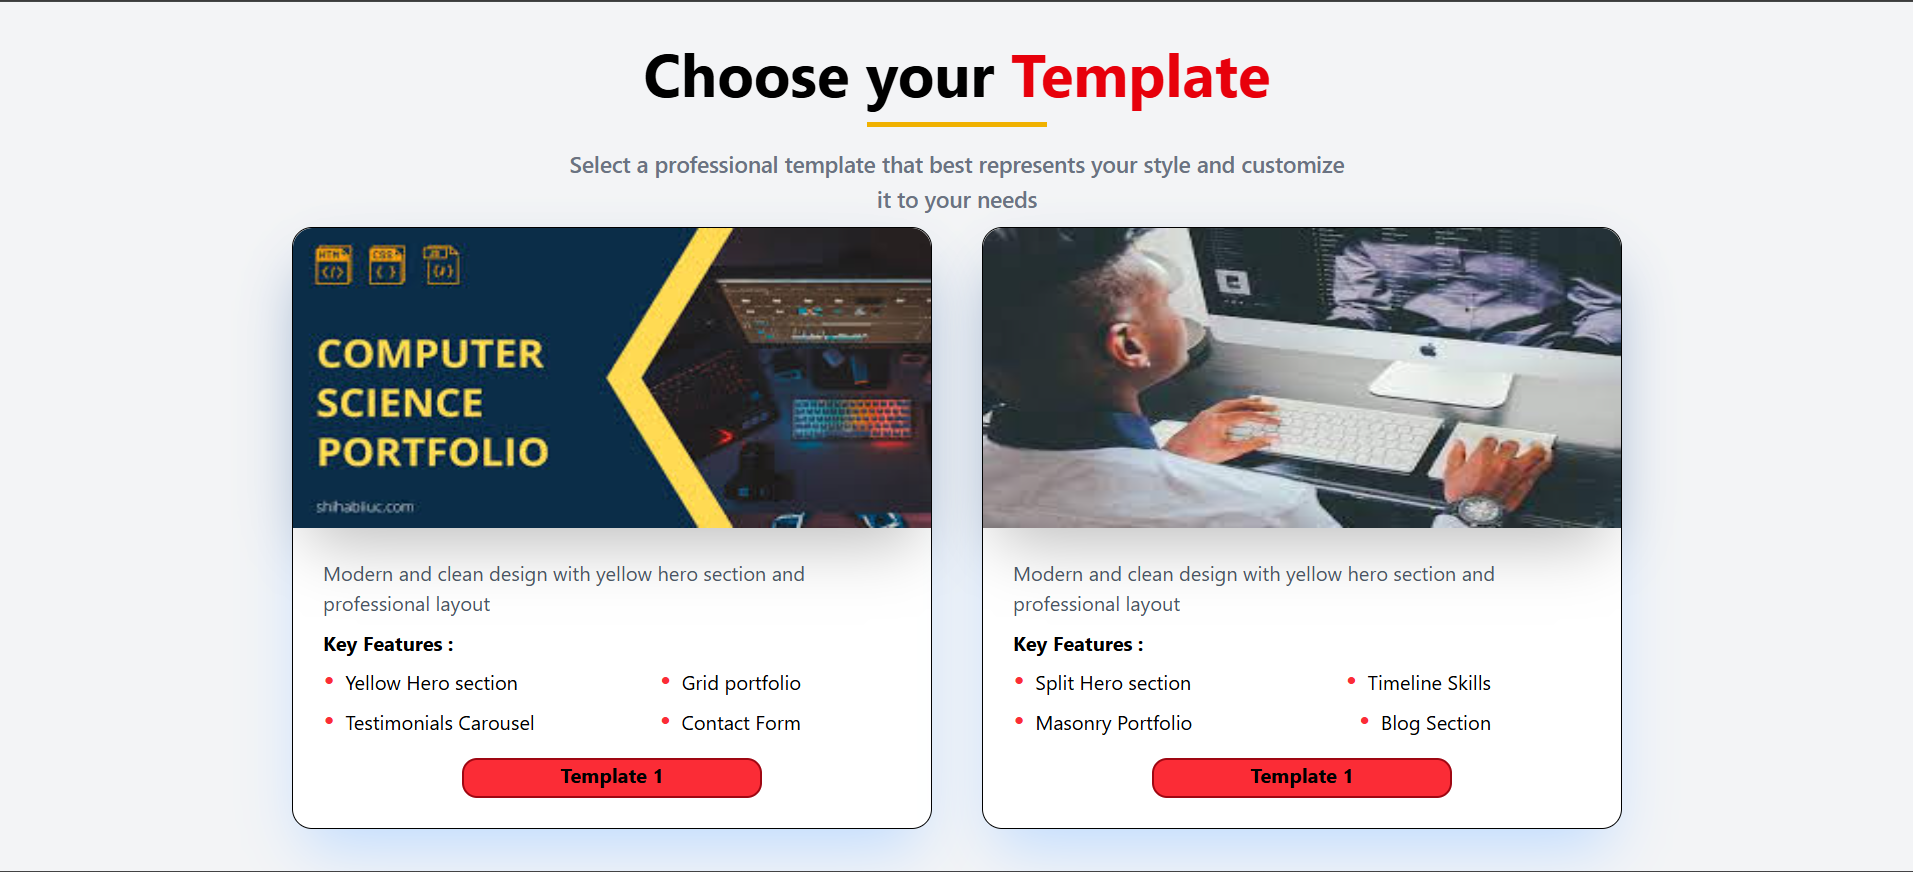 Choose your Template
Select a professional template that best represents your style and customize
it to your needs
HTML
CSS
JS
COMPUTER
SCIENCE
PORTFOLIO
shihabiiuc.com
Modern and clean design with yellow hero section and
professional layout
Key Features :
• Yellow Hero section
• Grid portfolio
• Testimonials Carousel
• Contact Form
Template 1
Modern and clean design with yellow hero section and
professional layout
Key Features :
• Split Hero section
• Timeline Skills
• Masonry Portfolio
• Blog Section
Template 1